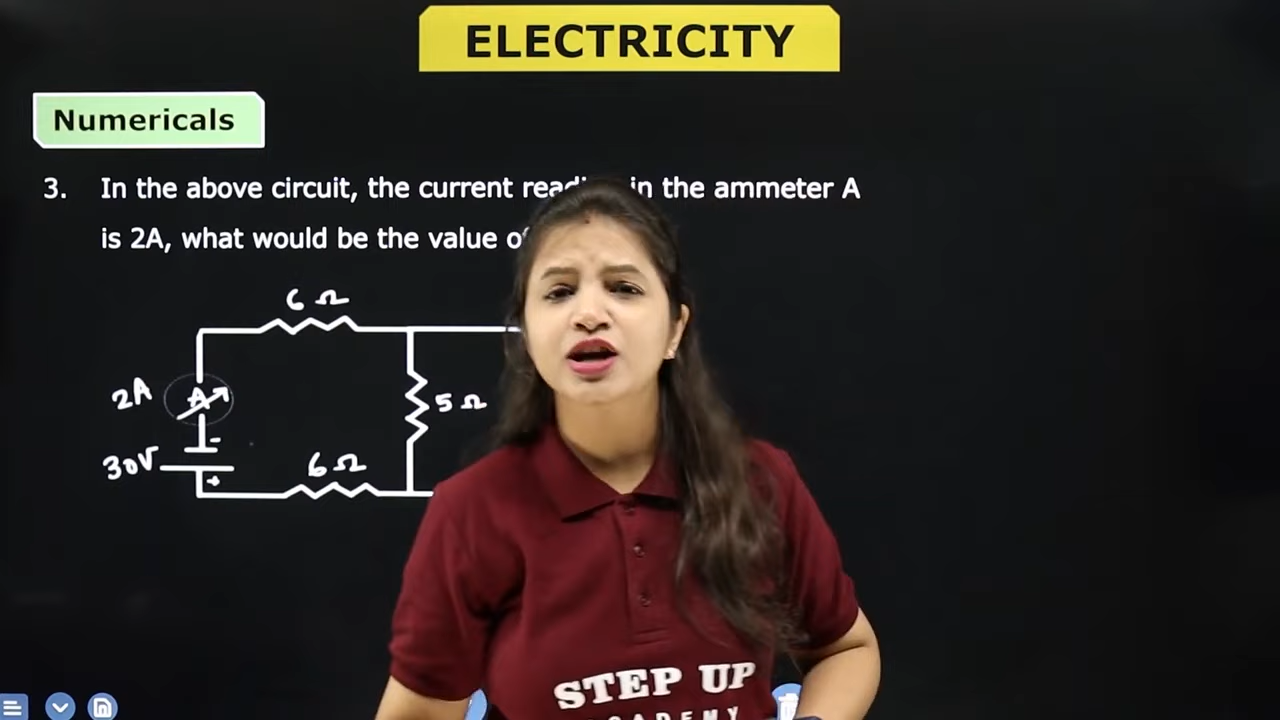 ELECTRICITY
Numericals
3. In the above circuit, the current in the ammeter A
is 2A, what would be the value
6 Ω
2A
A
5 Ω
-
30V
6 Ω
+
STEP UP